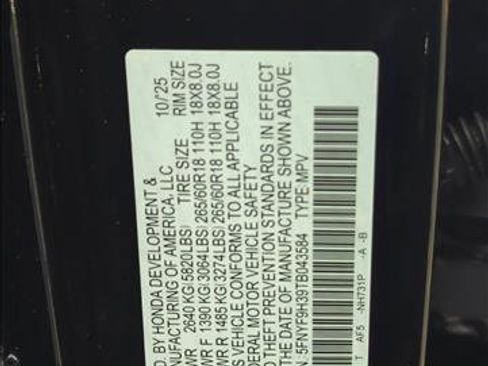 D. BY HONDA DEVELOPMENT & 10/25
NUFACTURING OF AMERICA, LLC
WR 2640 KG(5820LBS) TIRE SIZE RIM SIZE
WR F 1390 KG(3064LBS) 265/60R18 110H 18X8.0J
WR R 1485 KG(3274LBS) 265/60R18 110H 18X8.0J
S VEHICLE CONFORMS TO ALL APPLICABLE
DERAL MOTOR VEHICLE SAFETY
D THEFT PREVENTION STANDARDS IN EFFECT
THE DATE OF MANUFACTURE SHOWN ABOVE.
N: 5FNYF9H39TB043584 TYPE: MPV
T AF5 -NH731P -A -B